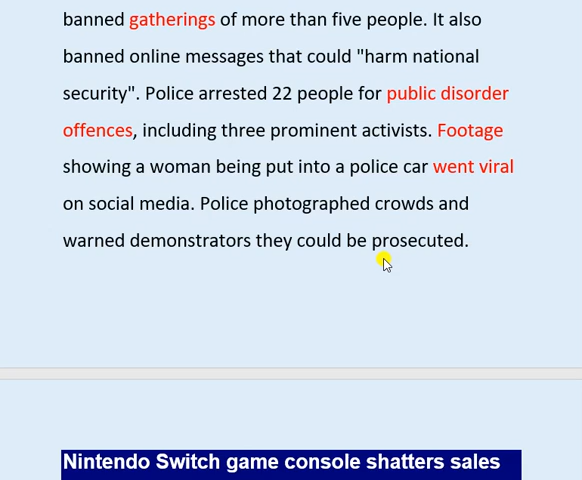 banned gatherings of more than five people. It also
banned online messages that could "harm national
security". Police arrested 22 people for public disorder
offences, including three prominent activists. Footage
showing a woman being put into a police car went viral
on social media. Police photographed crowds and
warned demonstrators they could be prosecuted.
Nintendo Switch game console shatters sales